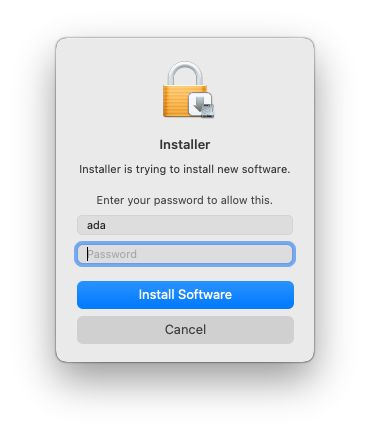 Installer
Installer is trying to install new software.
Enter your password to allow this.
ada
Password
Install Software
Cancel